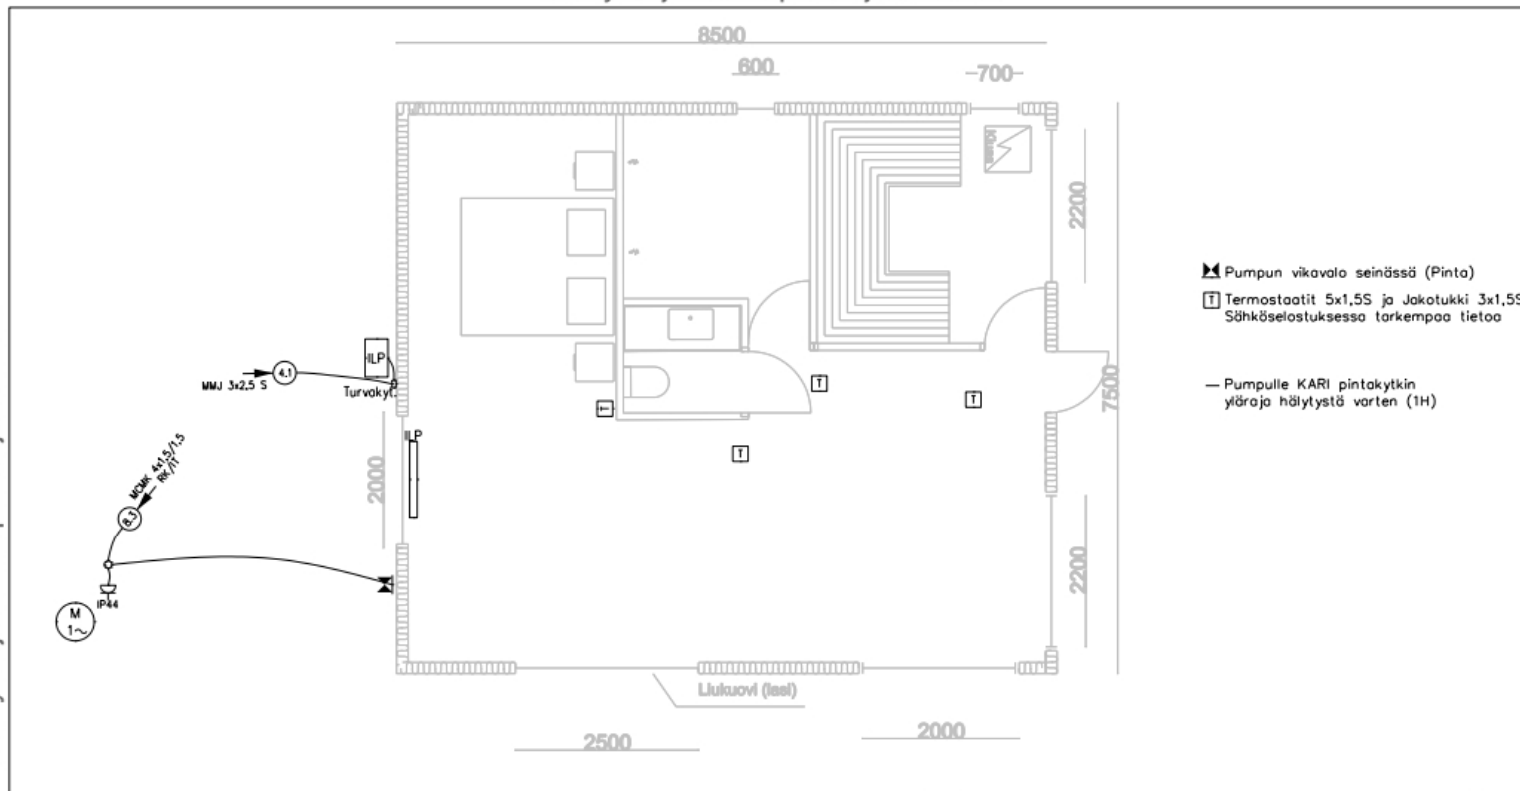 8500
600
700
Kiuas
2200
Pumpun vikavalo seinässä (Pinta)
T Termostaatit 5x1,5S ja Jakotukki 3x1,5S
Sähköselostuksessa tarkempaa tietoa
ILP
4.1
MMJ 3x2,5 S
Turvakyt.
T
T
T
T
7500
Pumpulle KARI pintakytkin
yläraja hälytystä varten (1H)
ILP
2000
MCMK 4x1,5/1,5
RK/IT
8.3
IP44
M
1~
2200
Liukuovi (lasi)
2500
2000